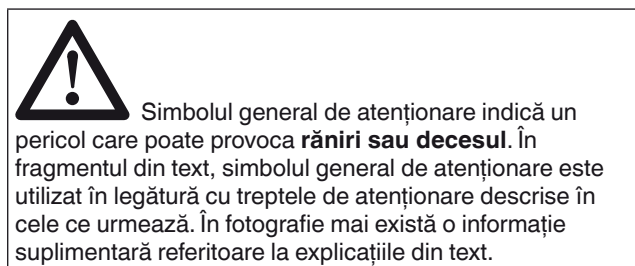 Simbolul general de atenționare indică un
pericol care poate provoca răniri sau decesul. În
fragmentul din text, simbolul general de atenționare este
utilizat în legătură cu treptele de atenționare descrise în
cele ce urmează. În fotografie mai există o informație
suplimentară referitoare la explicațiile din text.